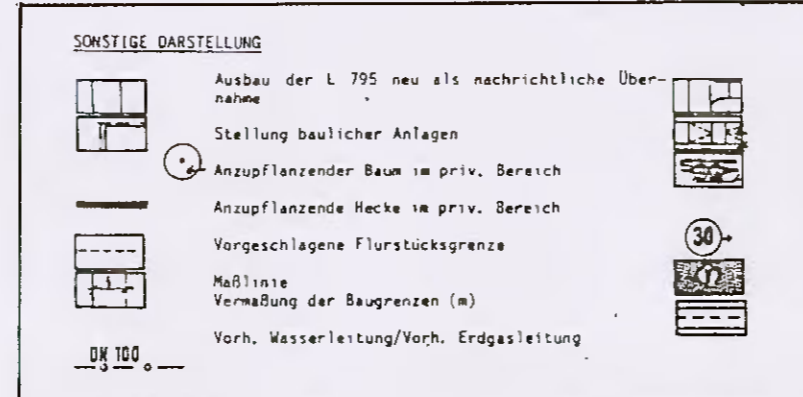 SONSTIGE DARSTELLUNG
Ausbau der L 795 neu als nachrichtliche Über-
nahme
Stellung baulicher Anlagen
Anzupflanzender Baum im priv. Bereich
Anzupflanzende Hecke im priv. Bereich
Vorgeschlagene Flurstücksgrenze
Maßlinie
Vermaßung der Baugrenzen (m)
Vorh. Wasserleitung/Vorh. Erdgasleitung
DN 100
30